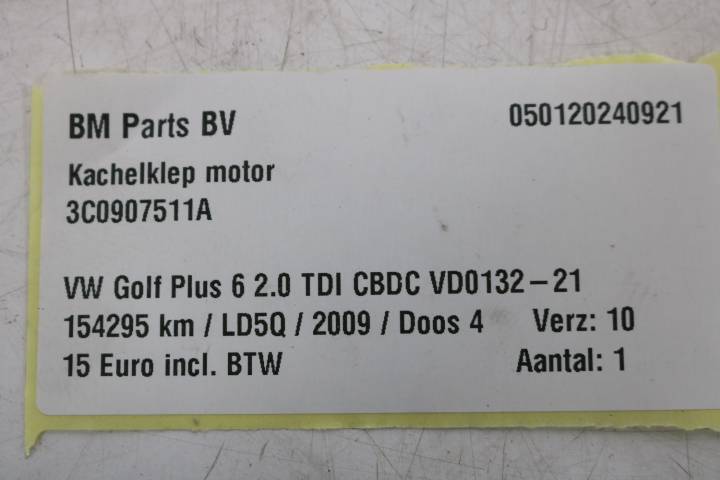 BM Parts BV 050120240921
Kachelklep motor
3C0907511A
VW Golf Plus 6 2.0 TDI CBDC VD0132-21
154295 km / LD5Q / 2009 / Doos 4 Verz: 10
15 Euro incl. BTW Aantal: 1